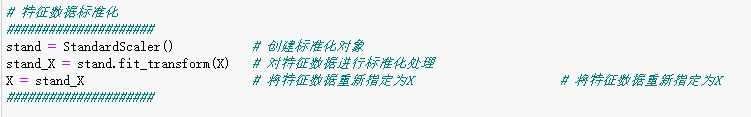 # 特征数据标准化
######################
stand = StandardScaler()            # 创建标准化对象
stand_X = stand.fit_transform(X)   # 对特征数据进行标准化处理
X = stand_X                         # 将特征数据重新指定为X                      # 将特征数据重新指定为X
######################